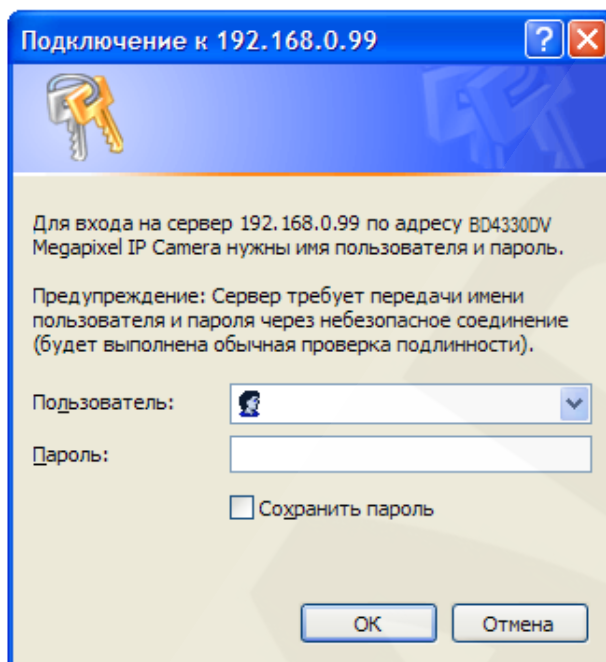 Подключение к 192.168.0.99
Для входа на сервер 192.168.0.99 по адресу BD4330DV
Megapixel IP Camera нужны имя пользователя и пароль.
Предупреждение: Сервер требует передачи имени
пользователя и пароля через небезопасное соединение
(будет выполнена обычная проверка подлинности).
Пользователь:
Пароль:
Сохранить пароль
ОК
Отмена